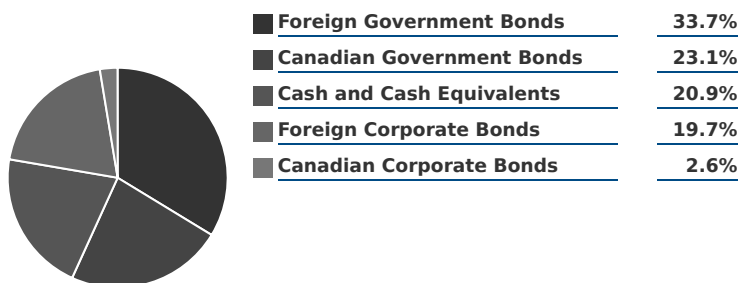 Foreign Government Bonds 33.7%
Canadian Government Bonds 23.1%
Cash and Cash Equivalents 20.9%
Foreign Corporate Bonds 19.7%
Canadian Corporate Bonds 2.6%